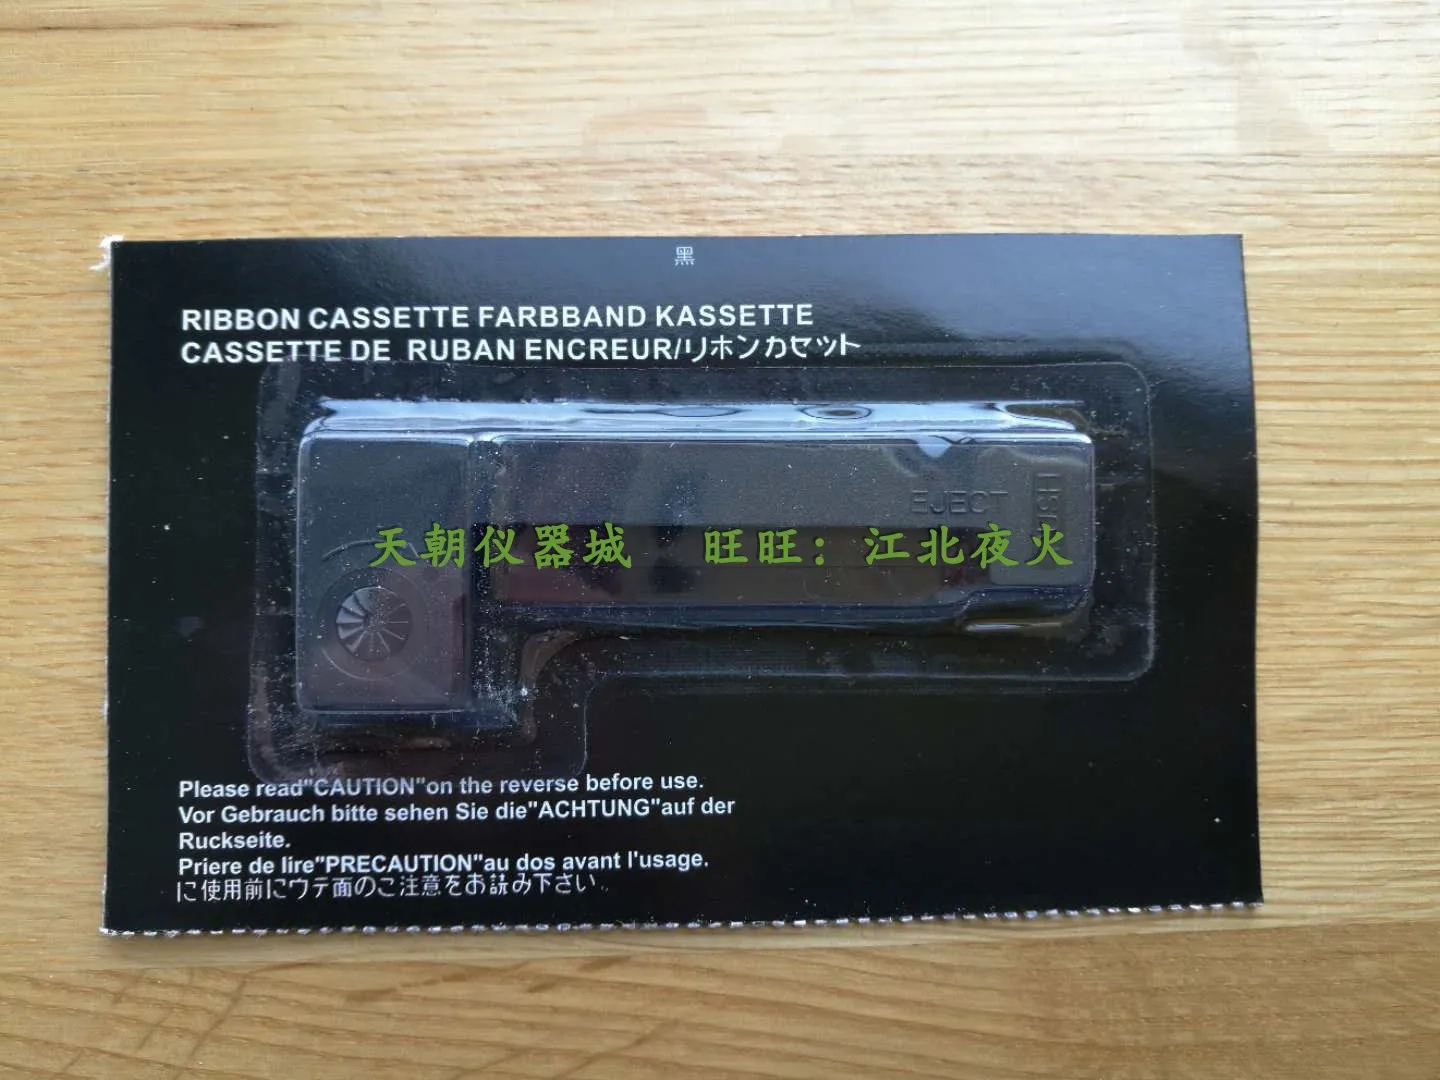 黑
RIBBON CASSETTE FARBBAND KASSETTE
CASSETTE DE RUBAN ENCREUR/リホンカセット
EJECT
PUSH
天朝仪器城 旺旺：江北夜火
Please read"CAUTION"on the reverse before use.
Vor Gebrauch bitte sehen Sie die"ACHTUNG"auf der
Ruckseite.
Priere de lire"PRECAUTION"au dos avant l'usage.
に使用前にウテ面のご注意をお読み下さい。